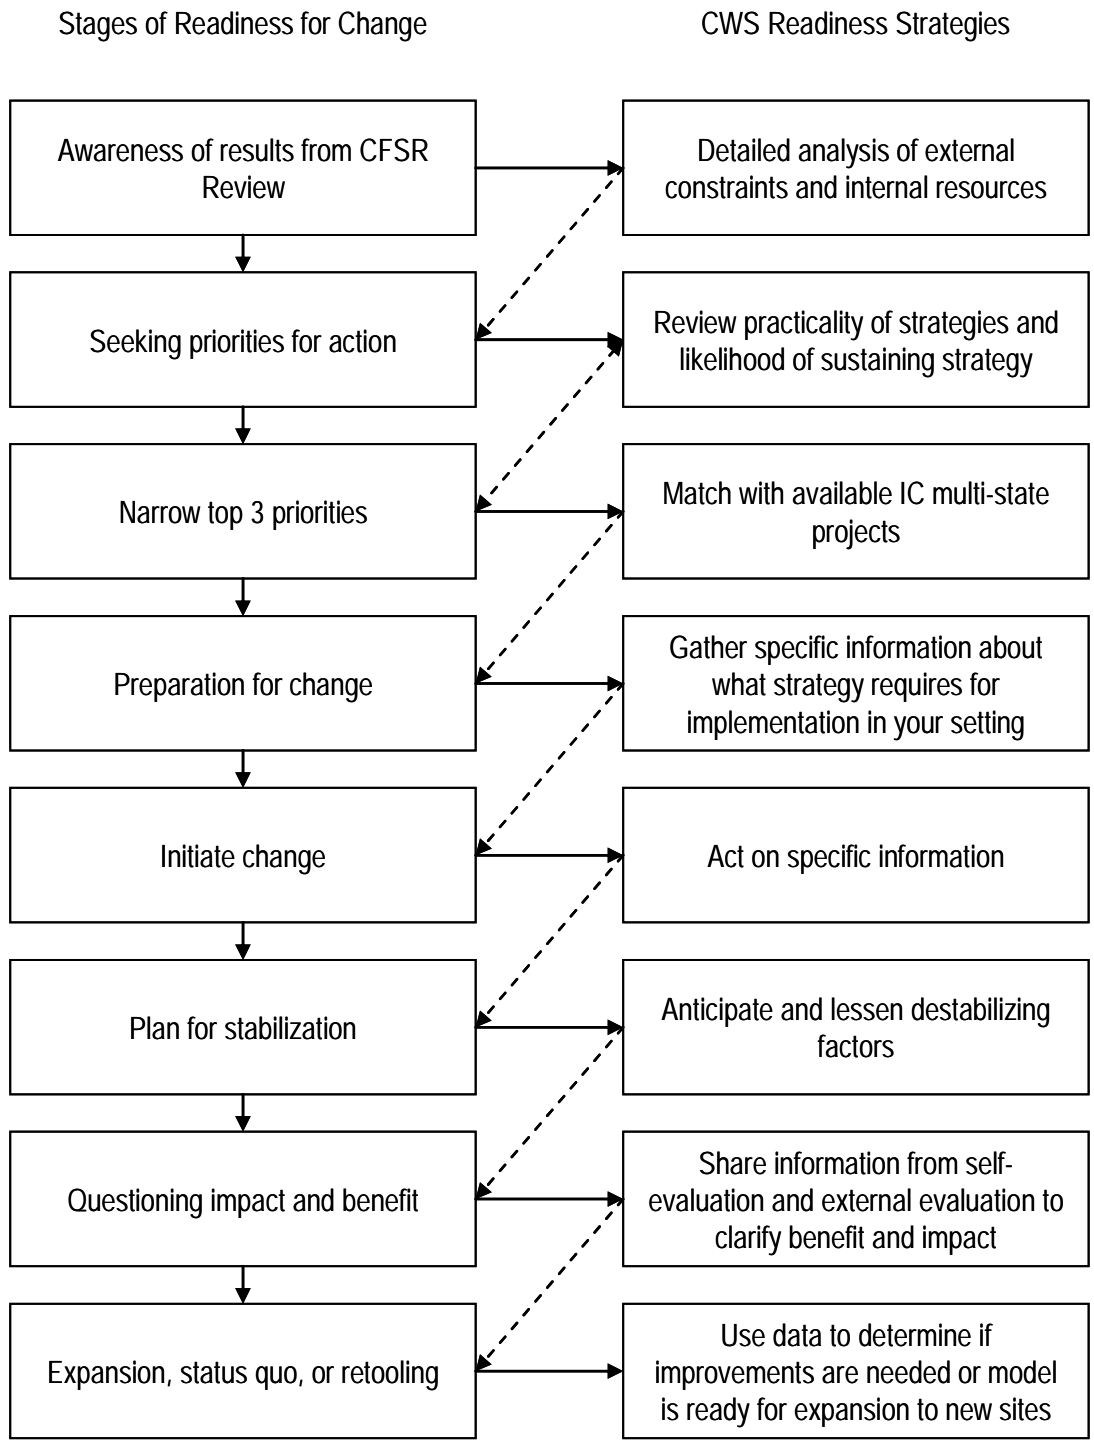 Stages of Readiness for Change
CWS Readiness Strategies
Awareness of results from CFSR
Review
Detailed analysis of external
constraints and internal resources
Seeking priorities for action
Review practicality of strategies and
likelihood of sustaining strategy
Narrow top 3 priorities
Match with available IC multi-state
projects
Preparation for change
Gather specific information about
what strategy requires for
implementation in your setting
Initiate change
Act on specific information
Plan for stabilization
Anticipate and lessen destabilizing
factors
Questioning impact and benefit
Share information from self-
evaluation and external evaluation to
clarify benefit and impact
Expansion, status quo, or retooling
Use data to determine if
improvements are needed or model
is ready for expansion to new sites